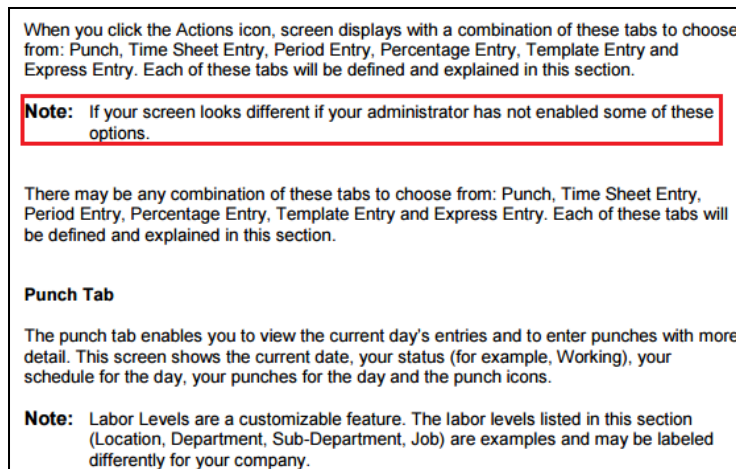 When you click the Actions icon, screen displays with a combination of these tabs to choose
from: Punch, Time Sheet Entry, Period Entry, Percentage Entry, Template Entry and
Express Entry. Each of these tabs will be defined and explained in this section.
Note: If your screen looks different if your administrator has not enabled some of these
options.
There may be any combination of these tabs to choose from: Punch, Time Sheet Entry,
Period Entry, Percentage Entry, Template Entry and Express Entry. Each of these tabs will
be defined and explained in this section.
Punch Tab
The punch tab enables you to view the current day's entries and to enter punches with more
detail. This screen shows the current date, your status (for example, Working), your
schedule for the day, your punches for the day and the punch icons.
Note: Labor Levels are a customizable feature. The labor levels listed in this section
(Location, Department, Sub-Department, Job) are examples and may be labeled
differently for your company.